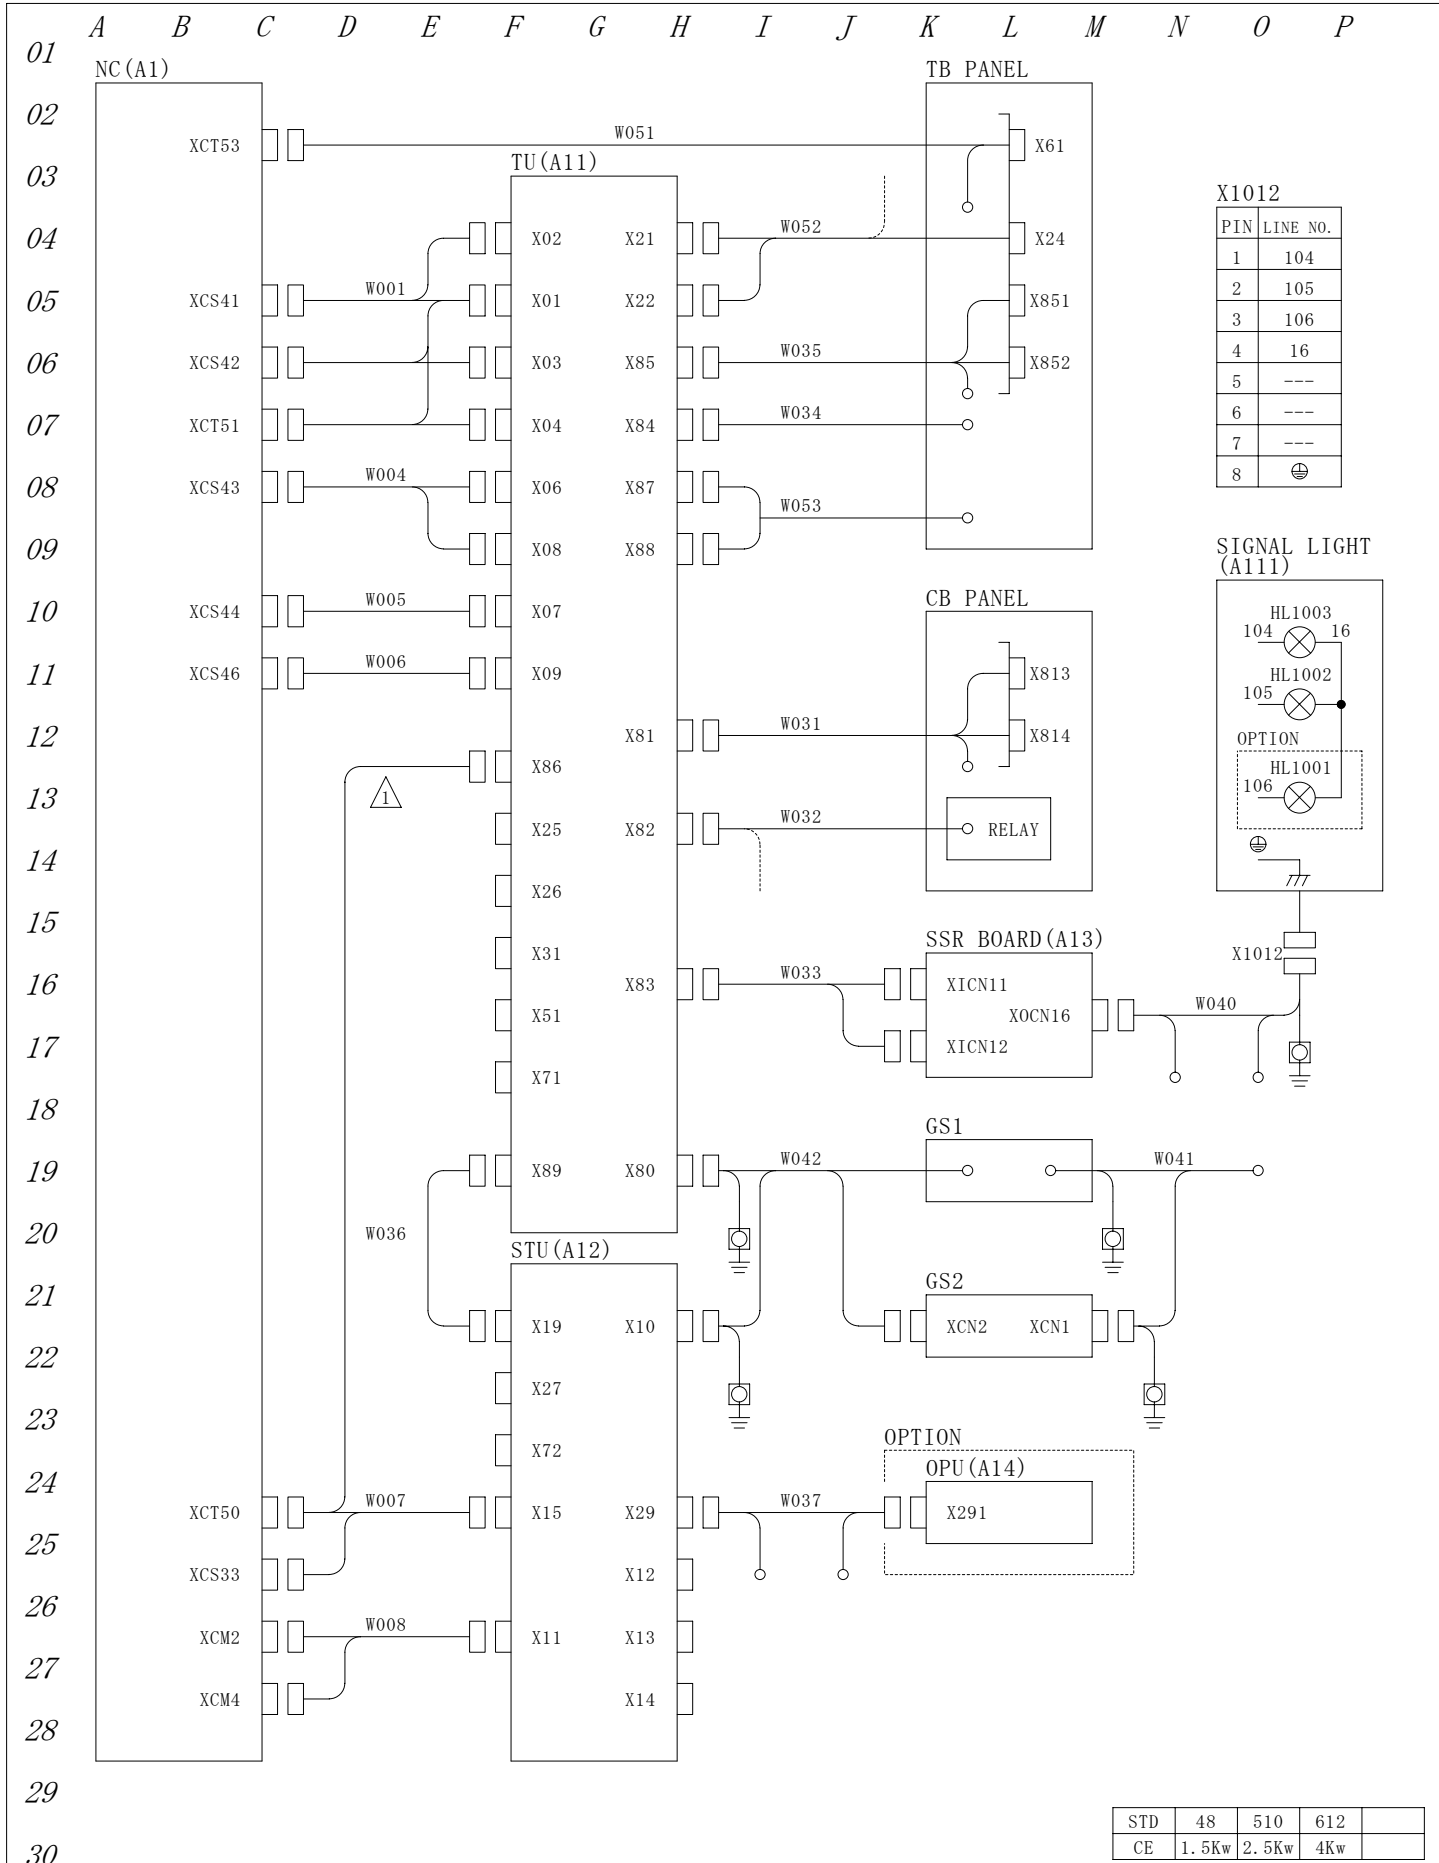 A B C D E F G H I J K L M N O P
01
NC(A1) TB PANEL
02
XCT53 W051 X61
03
TU(A11)
X1012
PIN LINE NO.
04
X02 X21 W052 X24
1 104
05
XCS41 W001 X01 X22 X851
2 105
3 106
06
XCS42 X03 X85 W035 X852
4 16
5 ---
07
XCT51 X04 X84 W034
6 ---
7 ---
08
XCS43 W004 X06 X87
8
W053
09
X08 X88
SIGNAL LIGHT
(A111)
10
XCS44 W005 X07
CB PANEL
HL1003
104 16
11
XCS46 W006 X09 X813
HL1002
105
12
X81 W031 X814
OPTION
X86
HL1001
106
13
1
X25 X82 W032 RELAY
14
X26
15
SSR BOARD(A13)
X31
X1012
16
X83 W033 XICN11
W040
X51 XOCN16
17
XICN12
X71
18
GS1
19
X89 X80 W042 W041
20
W036
STU(A12)
21
GS2
X19 X10 XCN2 XCN1
22
X27
23
OPTION
X72
24
OPU(A14)
XCT50 W007 X15 X29 W037 X291
25
XCS33 X12
26
XCM2 W008 X11 X13
27
XCM4 X14
28
29
STD 48 510 612
CE 1.5Kw 2.5Kw 4Kw
30